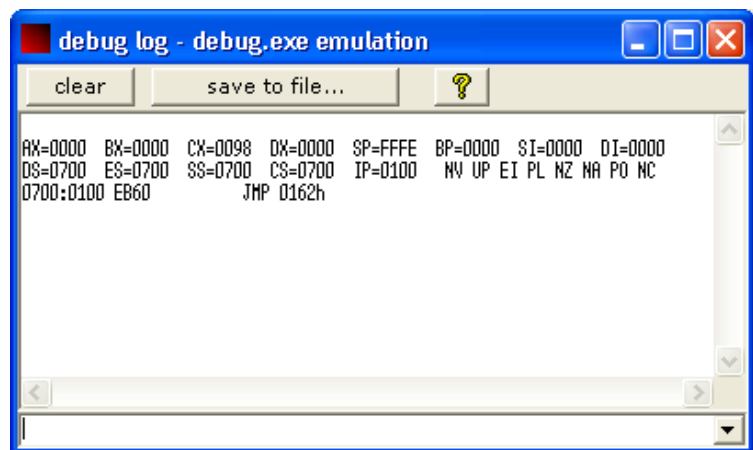 debug log - debug.exe emulation
clear save to file... ?
AX=0000 BX=0000 CX=0098 DX=0000 SP=FFFE BP=0000 SI=0000 DI=0000
DS=0700 ES=0700 SS=0700 CS=0700 IP=0100 NV UP EI PL NZ NA PO NC
0700:0100 EB60 JMP 0162h